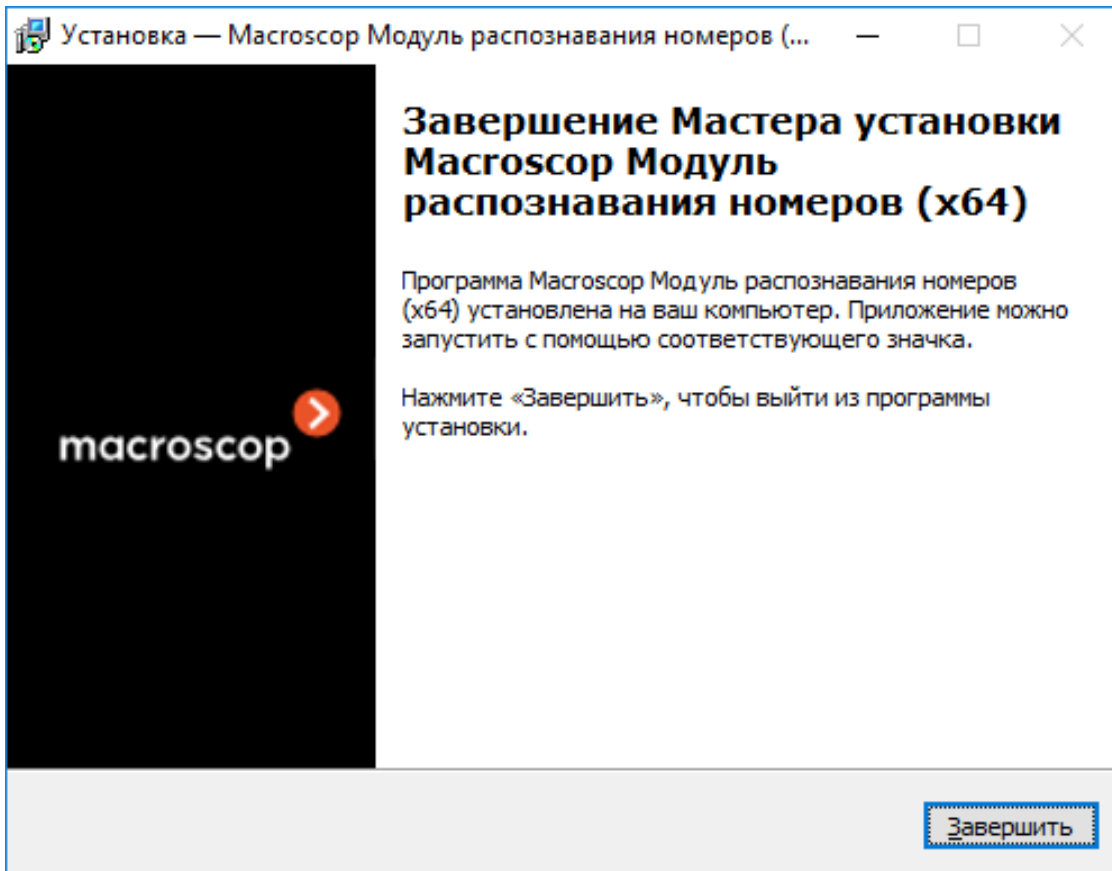 Установка — Macroscop Модуль распознавания номеров (...
Завершение Мастера установки
Macroscop Модуль
распознавания номеров (x64)
Программа Macroscop Модуль распознавания номеров
(x64) установлена на ваш компьютер. Приложение можно
запустить с помощью соответствующего значка.
Нажмите «Завершить», чтобы выйти из программы
установки.
macroscop
Завершить